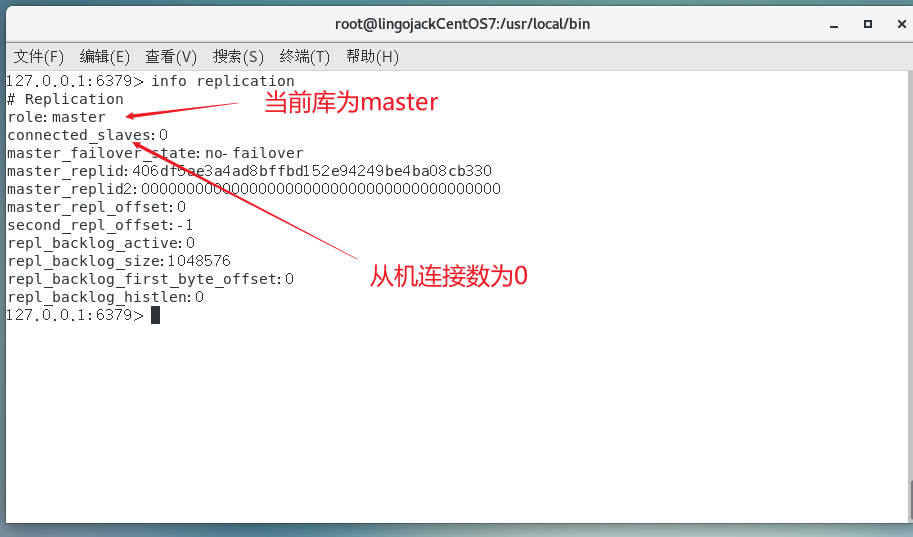 root@lingojackCentOS7:/usr/local/bin
文件(F) 编辑(E) 查看(V) 搜索(S) 终端(T) 帮助(H)
127.0.0.1:6379> info replication
# Replication
当前库为master
role:master
connected_slaves:0
master_failover_state:no-failover
master_replid:406df5ae3a4ad8bffbd152e94249be4ba08cb330
master_replid2:0000000000000000000000000000000000000000
master_repl_offset:0
second_repl_offset:-1
repl_backlog_active:0
repl_backlog_size:1048576
从机连接数为0
repl_backlog_first_byte_offset:0
repl_backlog_histlen:0
127.0.0.1:6379>